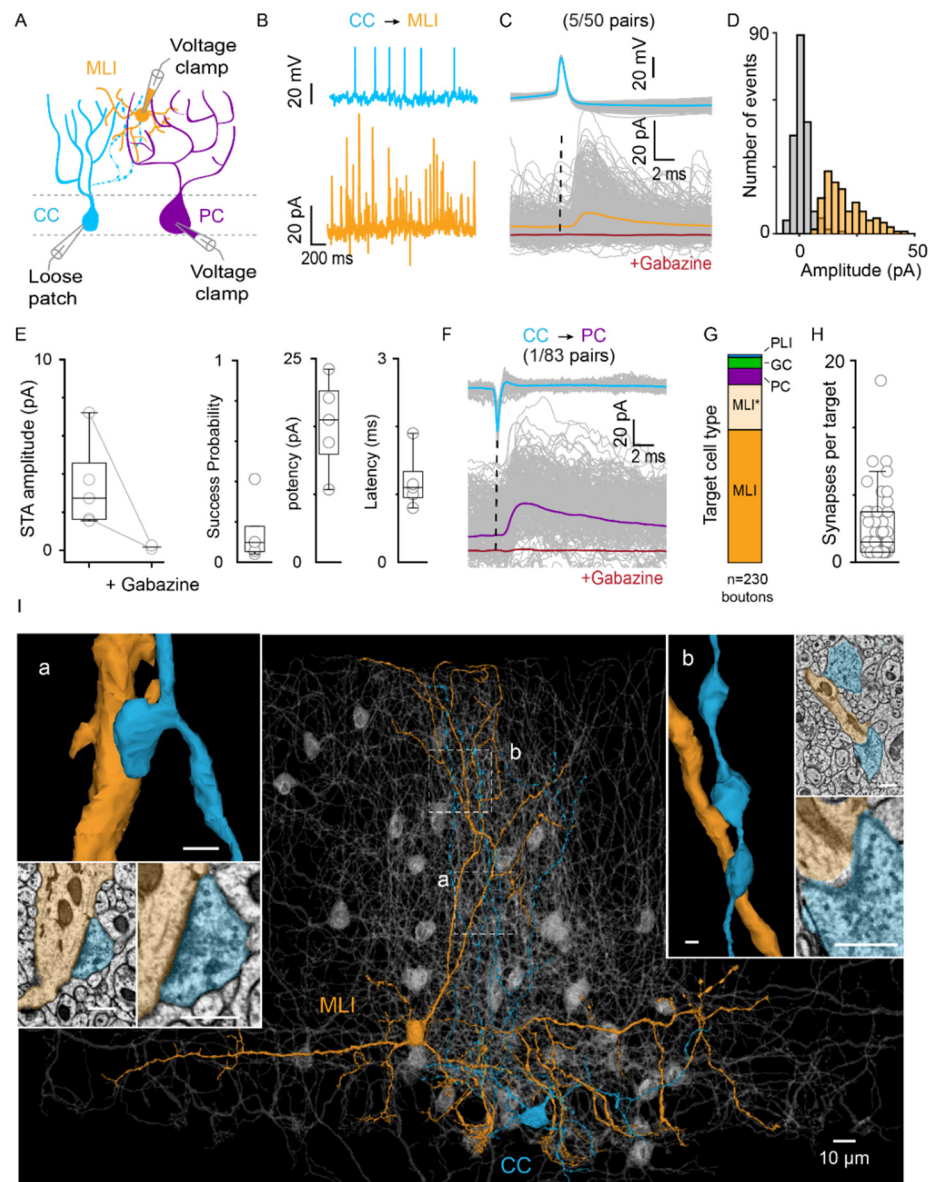 A
Voltage
clamp
MLI
CC
PC
Loose
patch
Voltage
clamp
B
CC → MLI
20 mV
20 pA
200 ms
C
(5/50 pairs)
20 mV
20 pA
2 ms
+Gabazine
D
90
Number of events
0
0
50
Amplitude (pA)
E
10
STA amplitude (pA)
0
+ Gabazine
1
Success Probability
0
25
potency (pA)
0
3
Latency (ms)
0
F
CC → PC
(1/83 pairs)
20 pA
2 ms
+Gabazine
G
PLI
GC
PC
MLI*
MLI
Target cell type
n=230
boutons
H
20
Synapses per target
0
I
a
b
b
a
MLI
CC
10 µm